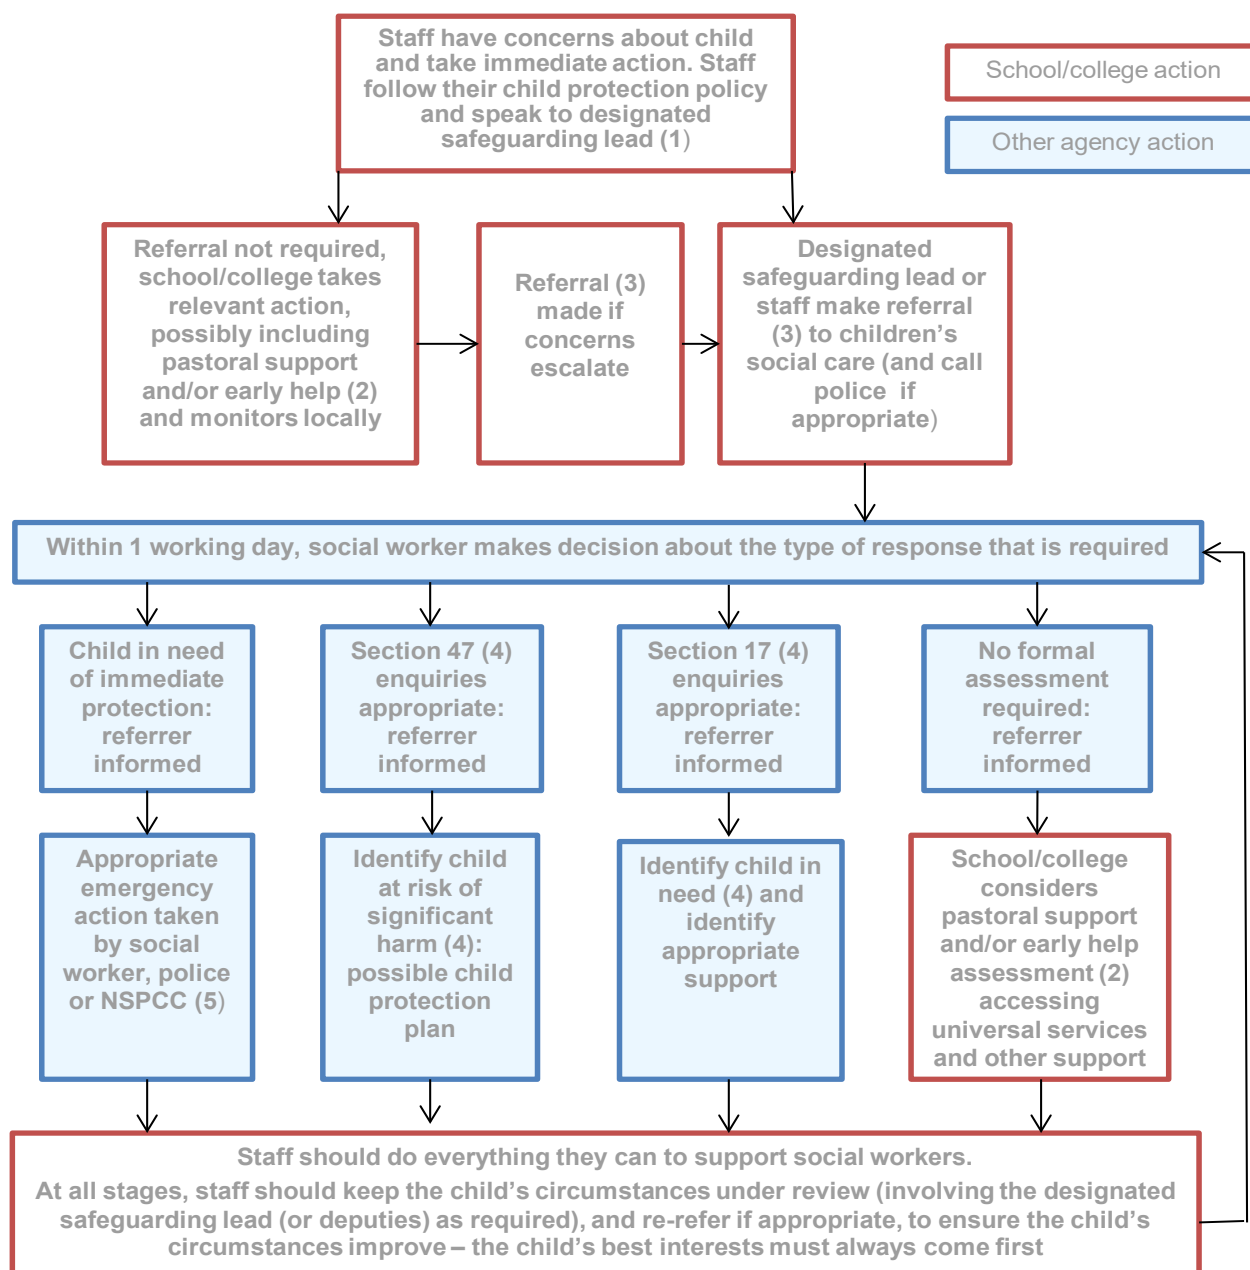 Staff have concerns about child
and take immediate action. Staff
follow their child protection policy
and speak to designated
safeguarding lead (1)
School/college action
Other agency action
Referral not required,
school/college takes
relevant action,
possibly including
pastoral support
and/or early help (2)
and monitors locally
Referral (3)
made if
concerns
escalate
Designated
safeguarding lead or
staff make referral
(3) to children’s
social care (and call
police if
appropriate)
Within 1 working day, social worker makes decision about the type of response that is required
Child in need
of immediate
protection:
referrer
informed
Section 47 (4)
enquiries
appropriate:
referrer
informed
Section 17 (4)
enquiries
appropriate:
referrer
informed
No formal
assessment
required:
referrer
informed
Appropriate
emergency
action taken
by social
worker, police
or NSPCC (5)
Identify child
at risk of
significant
harm (4):
possible child
protection
plan
Identify child in
need (4) and
identify
appropriate
support
School/college
considers
pastoral support
and/or early help
assessment (2)
accessing
universal services
and other support
Staff should do everything they can to support social workers.
At all stages, staff should keep the child’s circumstances under review (involving the designated
safeguarding lead (or deputies) as required), and re-refer if appropriate, to ensure the child’s
circumstances improve – the child’s best interests must always come first